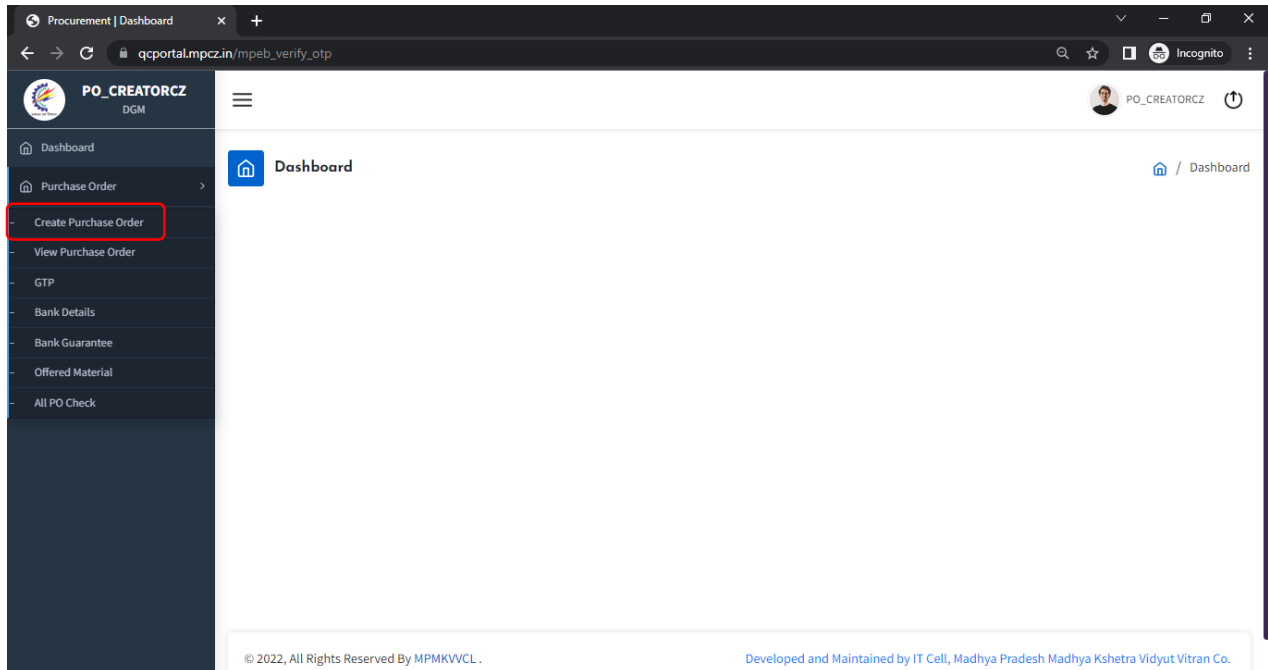 Procurement | Dashboard
qcportal.mpcz.in/mpeb_verify_otp
Incognito
PO_CREATORCZ
DGM
PO_CREATORCZ
Dashboard
Purchase Order
Create Purchase Order
View Purchase Order
GTP
Bank Details
Bank Guarantee
Offered Material
All PO Check
Dashboard
/ Dashboard
© 2022, All Rights Reserved By MPMKVVCL .
Developed and Maintained by IT Cell, Madhya Pradesh Madhya Kshetra Vidyut Vitran Co.